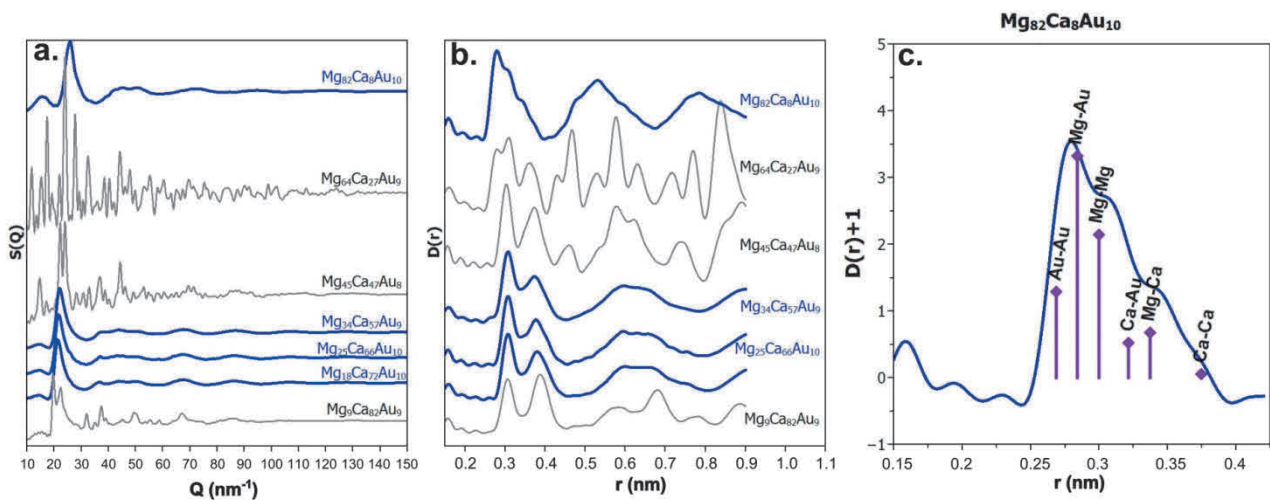 a.
Mg82Ca8Au10
Mg64Ca27Au9
Mg45Ca47Au8
Mg34Ca57Au9
Mg25Ca66Au10
Mg18Ca72Au10
Mg9Ca82Au9
S(Q)
10 20 30 40 50 60 70 80 90 100 110 120 130 140 150
Q (nm⁻¹)
b.
Mg82Ca8Au10
Mg64Ca27Au9
Mg45Ca47Au8
Mg34Ca57Au9
Mg25Ca66Au10
Mg18Ca72Au10
Mg9Ca82Au9
D(r)
0.2 0.3 0.4 0.5 0.6 0.7 0.8 0.9 1.0 1.1
r (nm)
Mg82Ca8Au10
c.
5
4
3
2
1
0
−1
D(r)+1
Au-Au
Mg-Au
Mg-Mg
Ca-Au
Mg-Ca
Ca-Ca
0.15 0.2 0.25 0.3 0.35 0.4
r (nm)